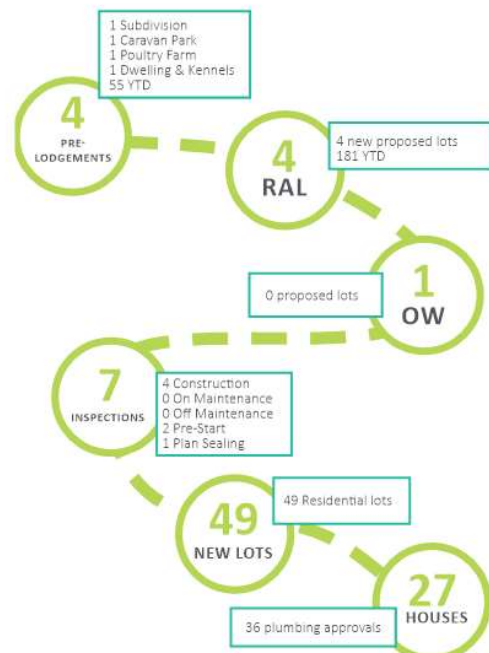 1 Subdivision
1 Caravan Park
1 Poultry Farm
1 Dwelling & Kennels
55 YTD
4
PRE-
LODGEMENTS
4
RAL
4 new proposed lots
181 YTD
0 proposed lots
1
OW
7
INSPECTIONS
4 Construction
0 On Maintenance
0 Off Maintenance
2 Pre-Start
1 Plan Sealing
49
NEW LOTS
49 Residential lots
27
HOUSES
36 plumbing approvals